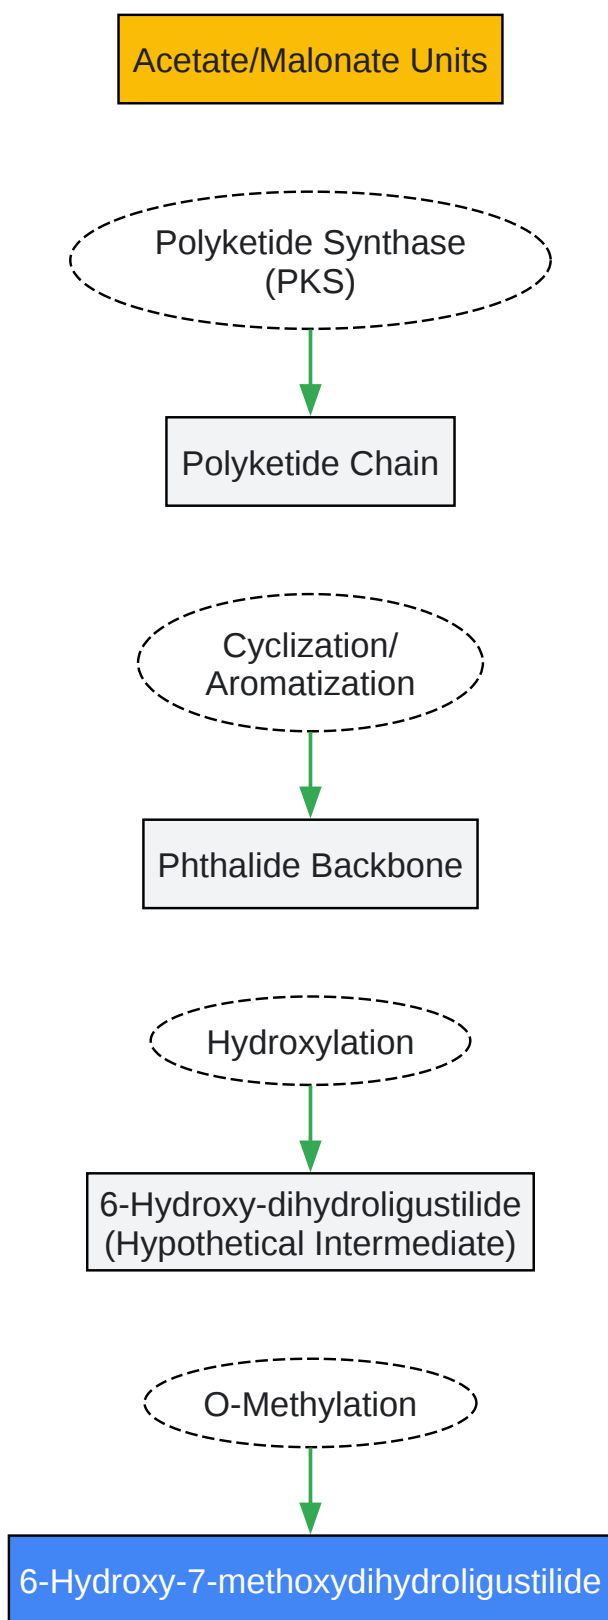 Acetate/Malonate Units
Polyketide Synthase
(PKS)
Polyketide Chain
Cyclization/
Aromatization
Phthalide Backbone
Hydroxylation
6-Hydroxy-dihydroligustilide
(Hypothetical Intermediate)
O-Methylation
6-Hydroxy-7-methoxydihydroligustilide